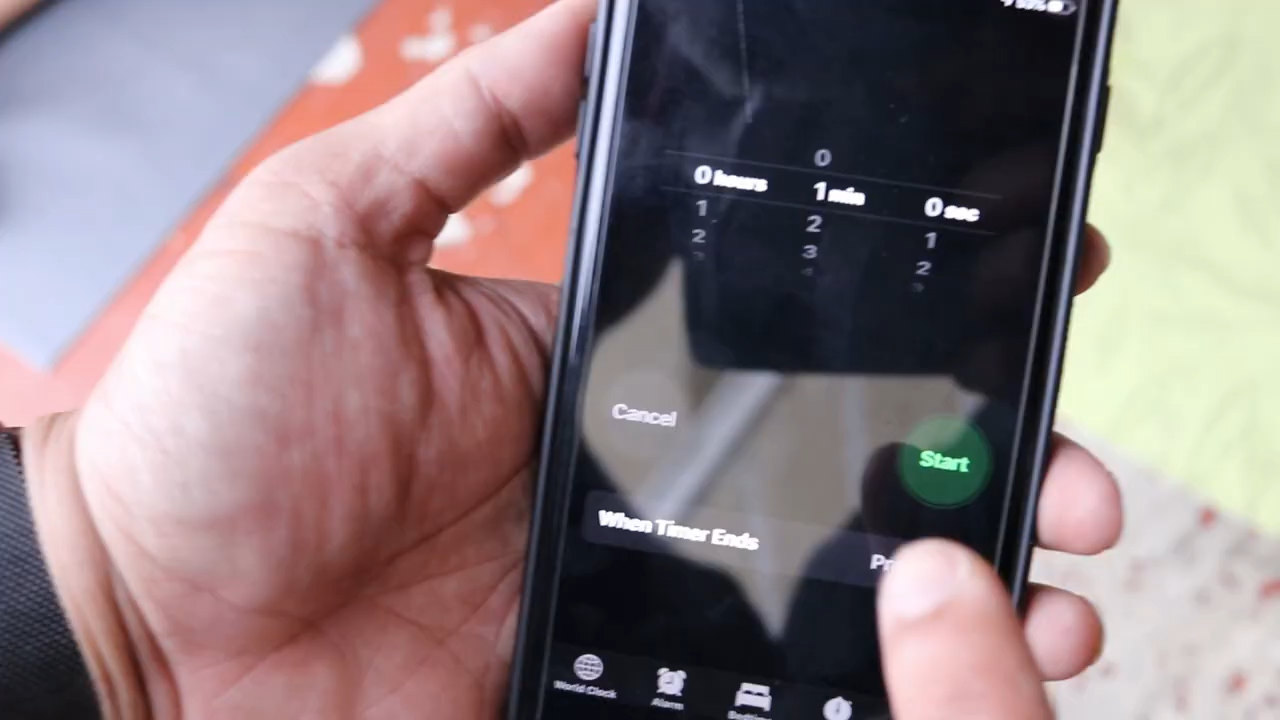 0
0 hours 1 min 0 sec
1 2 1
2 3 2
Cancel
Start
When Timer Ends
World Clock
Alarm